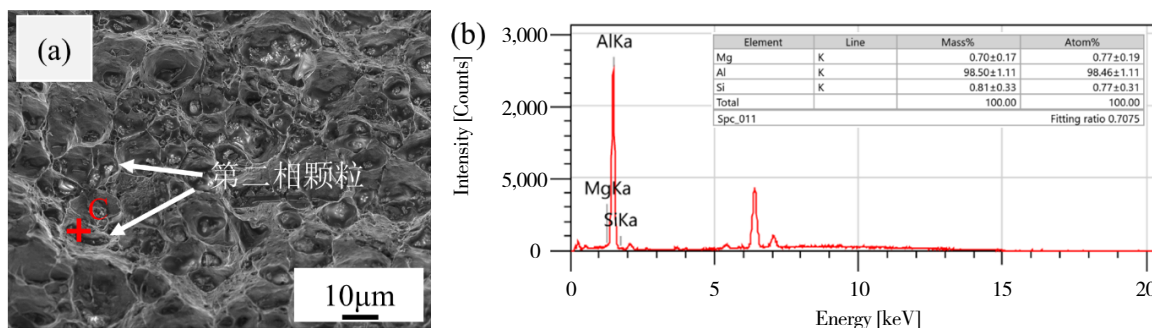 (a)
第二相颗粒
C
10μm
(b)
Intensity [Counts]
3,000
2,000
5,000
0
AlKa
MgKa
SiKa
Element Line Mass% Atom%
Mg K 0.70±0.17 0.77±0.19
Al K 98.50±1.11 98.46±1.11
Si K 0.81±0.33 0.77±0.31
Total 100.00 100.00
Spc_011 Fitting ratio 0.7075
0 5 10 15 20
Energy [keV]